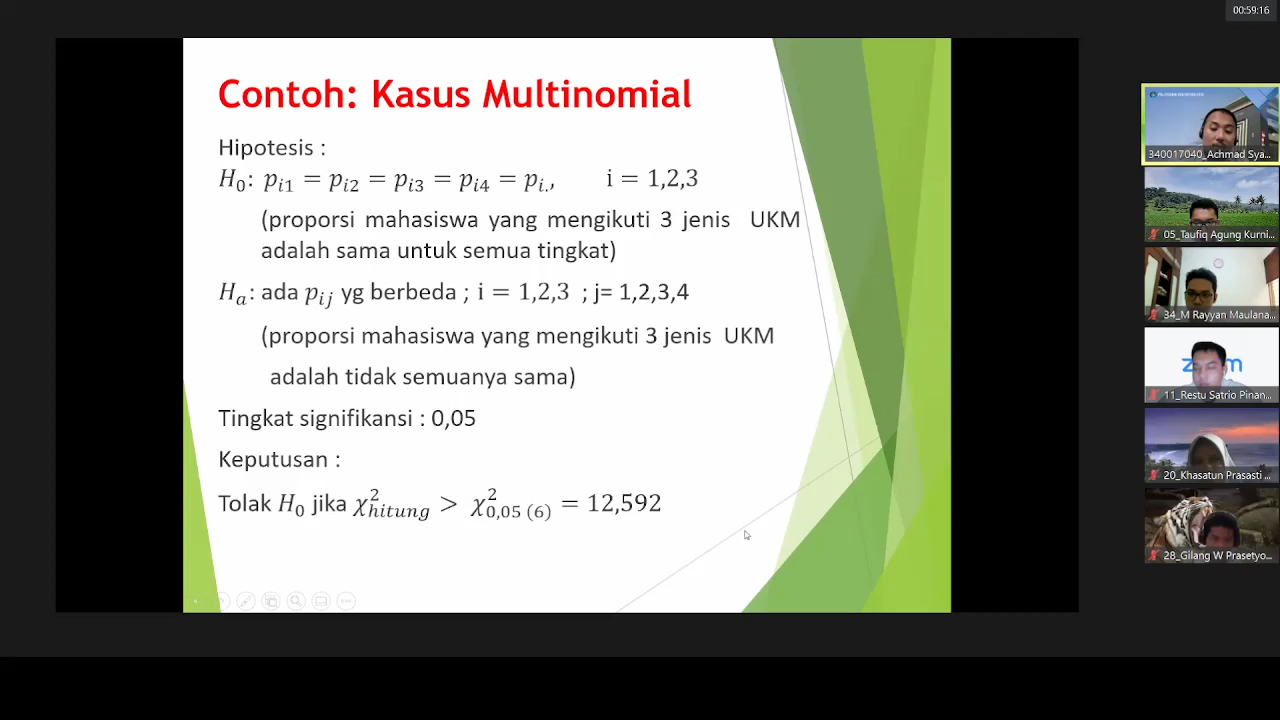 00:59:16
Contoh: Kasus Multinomial
Hipotesis :
H₀: pᵢ₁ = pᵢ₂ = pᵢ₃ = pᵢ₄ = pᵢ., i = 1,2,3
(proporsi mahasiswa yang mengikuti 3 jenis UKM
adalah sama untuk semua tingkat)
Hₐ: ada pᵢⱼ yg berbeda ; i = 1,2,3 ; j= 1,2,3,4
(proporsi mahasiswa yang mengikuti 3 jenis UKM
adalah tidak semuanya sama)
Tingkat signifikansi : 0,05
Keputusan :
Tolak H₀ jika χ²hitung > χ²0,05 (6) = 12,592
340017040_Achmad Sya...
05_Taufiq Agung Kurni...
34_M Rayyan Maulana...
11_Restu Satrio Pinan...
20_Khasatun Prasasti ...
28_Gilang W Prasetyo...